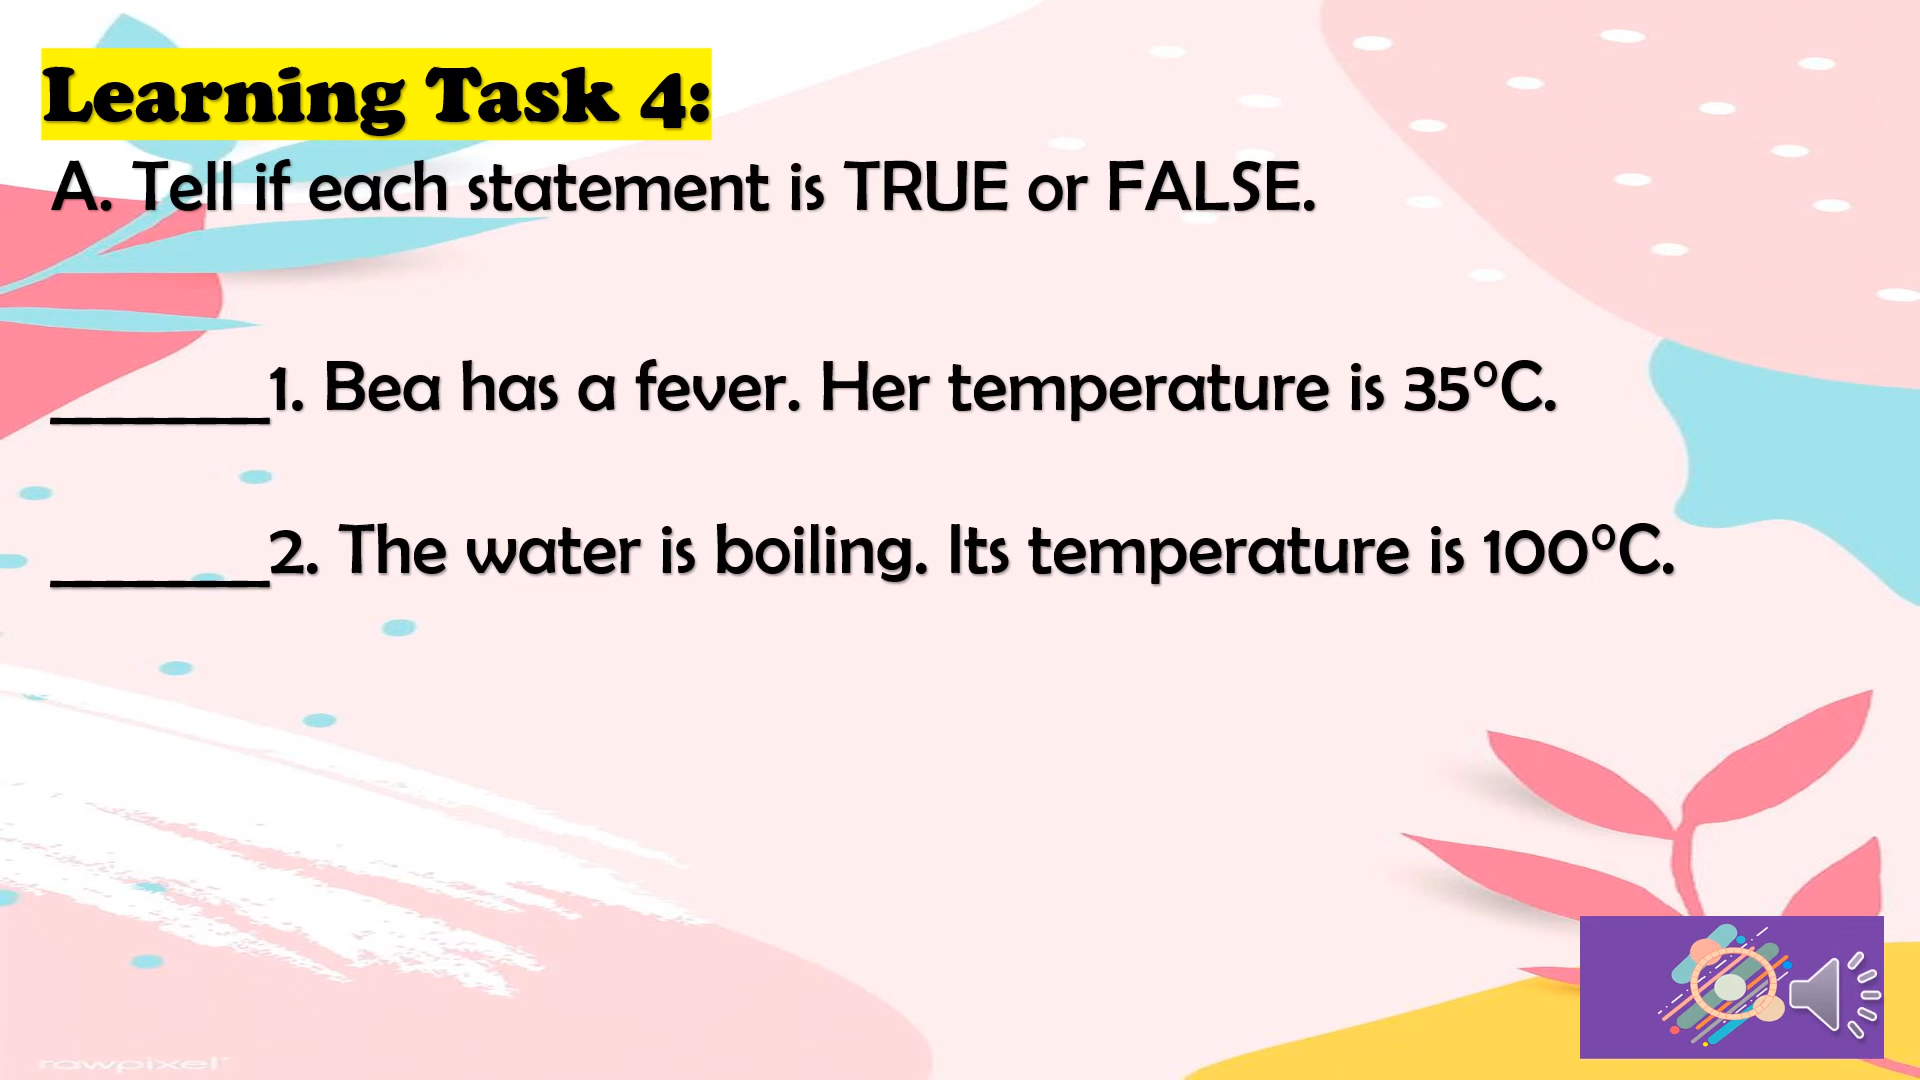 Learning Task 4:
A. Tell if each statement is TRUE or FALSE.
_______1. Bea has a fever. Her temperature is 35°C.
_______2. The water is boiling. Its temperature is 100°C.
rawpixel